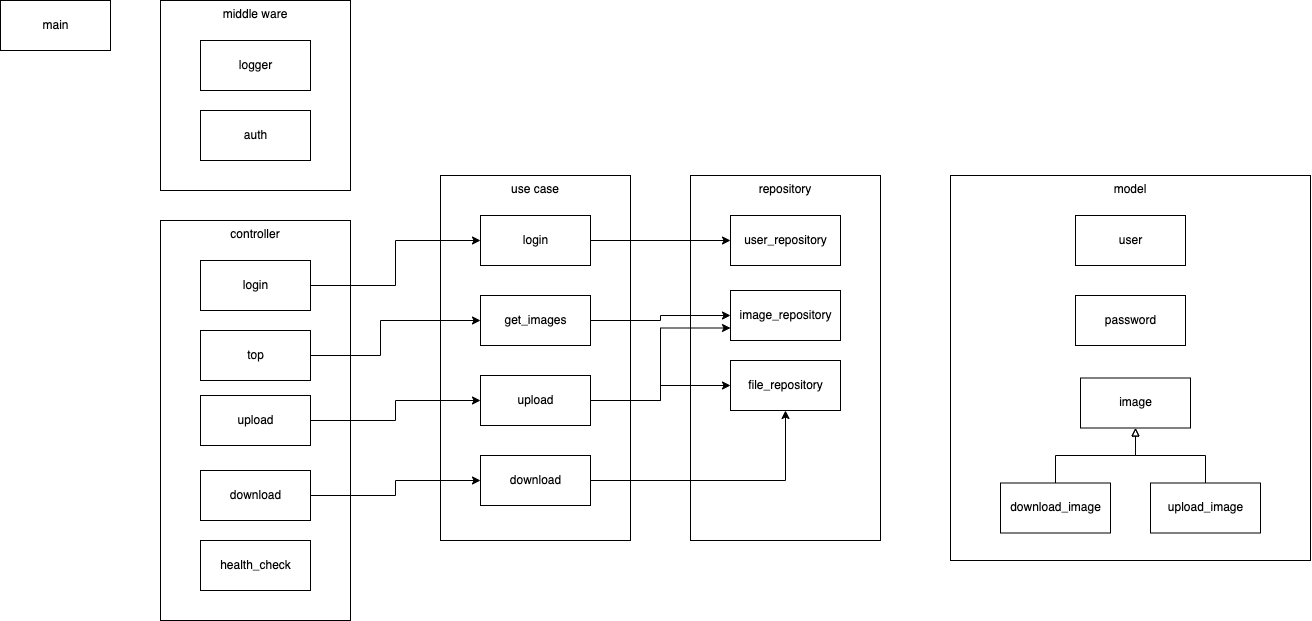 main
middle ware
logger
auth
controller
login
top
upload
download
health_check
use case
login
get_images
upload
download
repository
user_repository
image_repository
file_repository
model
user
password
image
download_image
upload_image